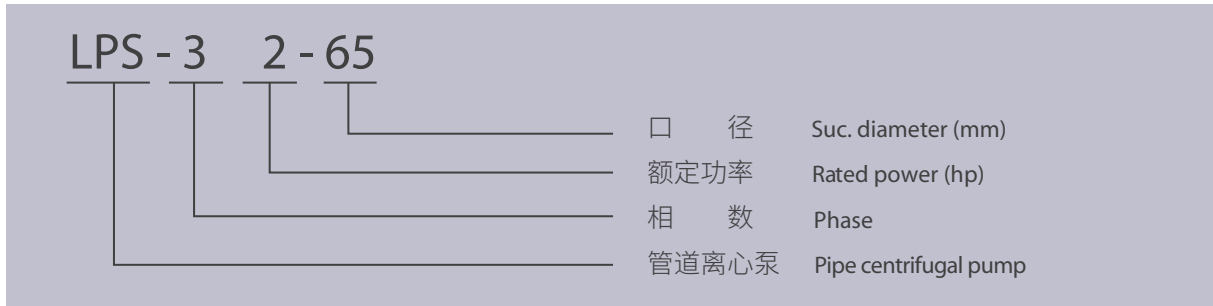 LPS - 3 2 - 65
口 径 Suc. diameter (mm)
额定功率 Rated power (hp)
相 数 Phase
管道离心泵 Pipe centrifugal pump